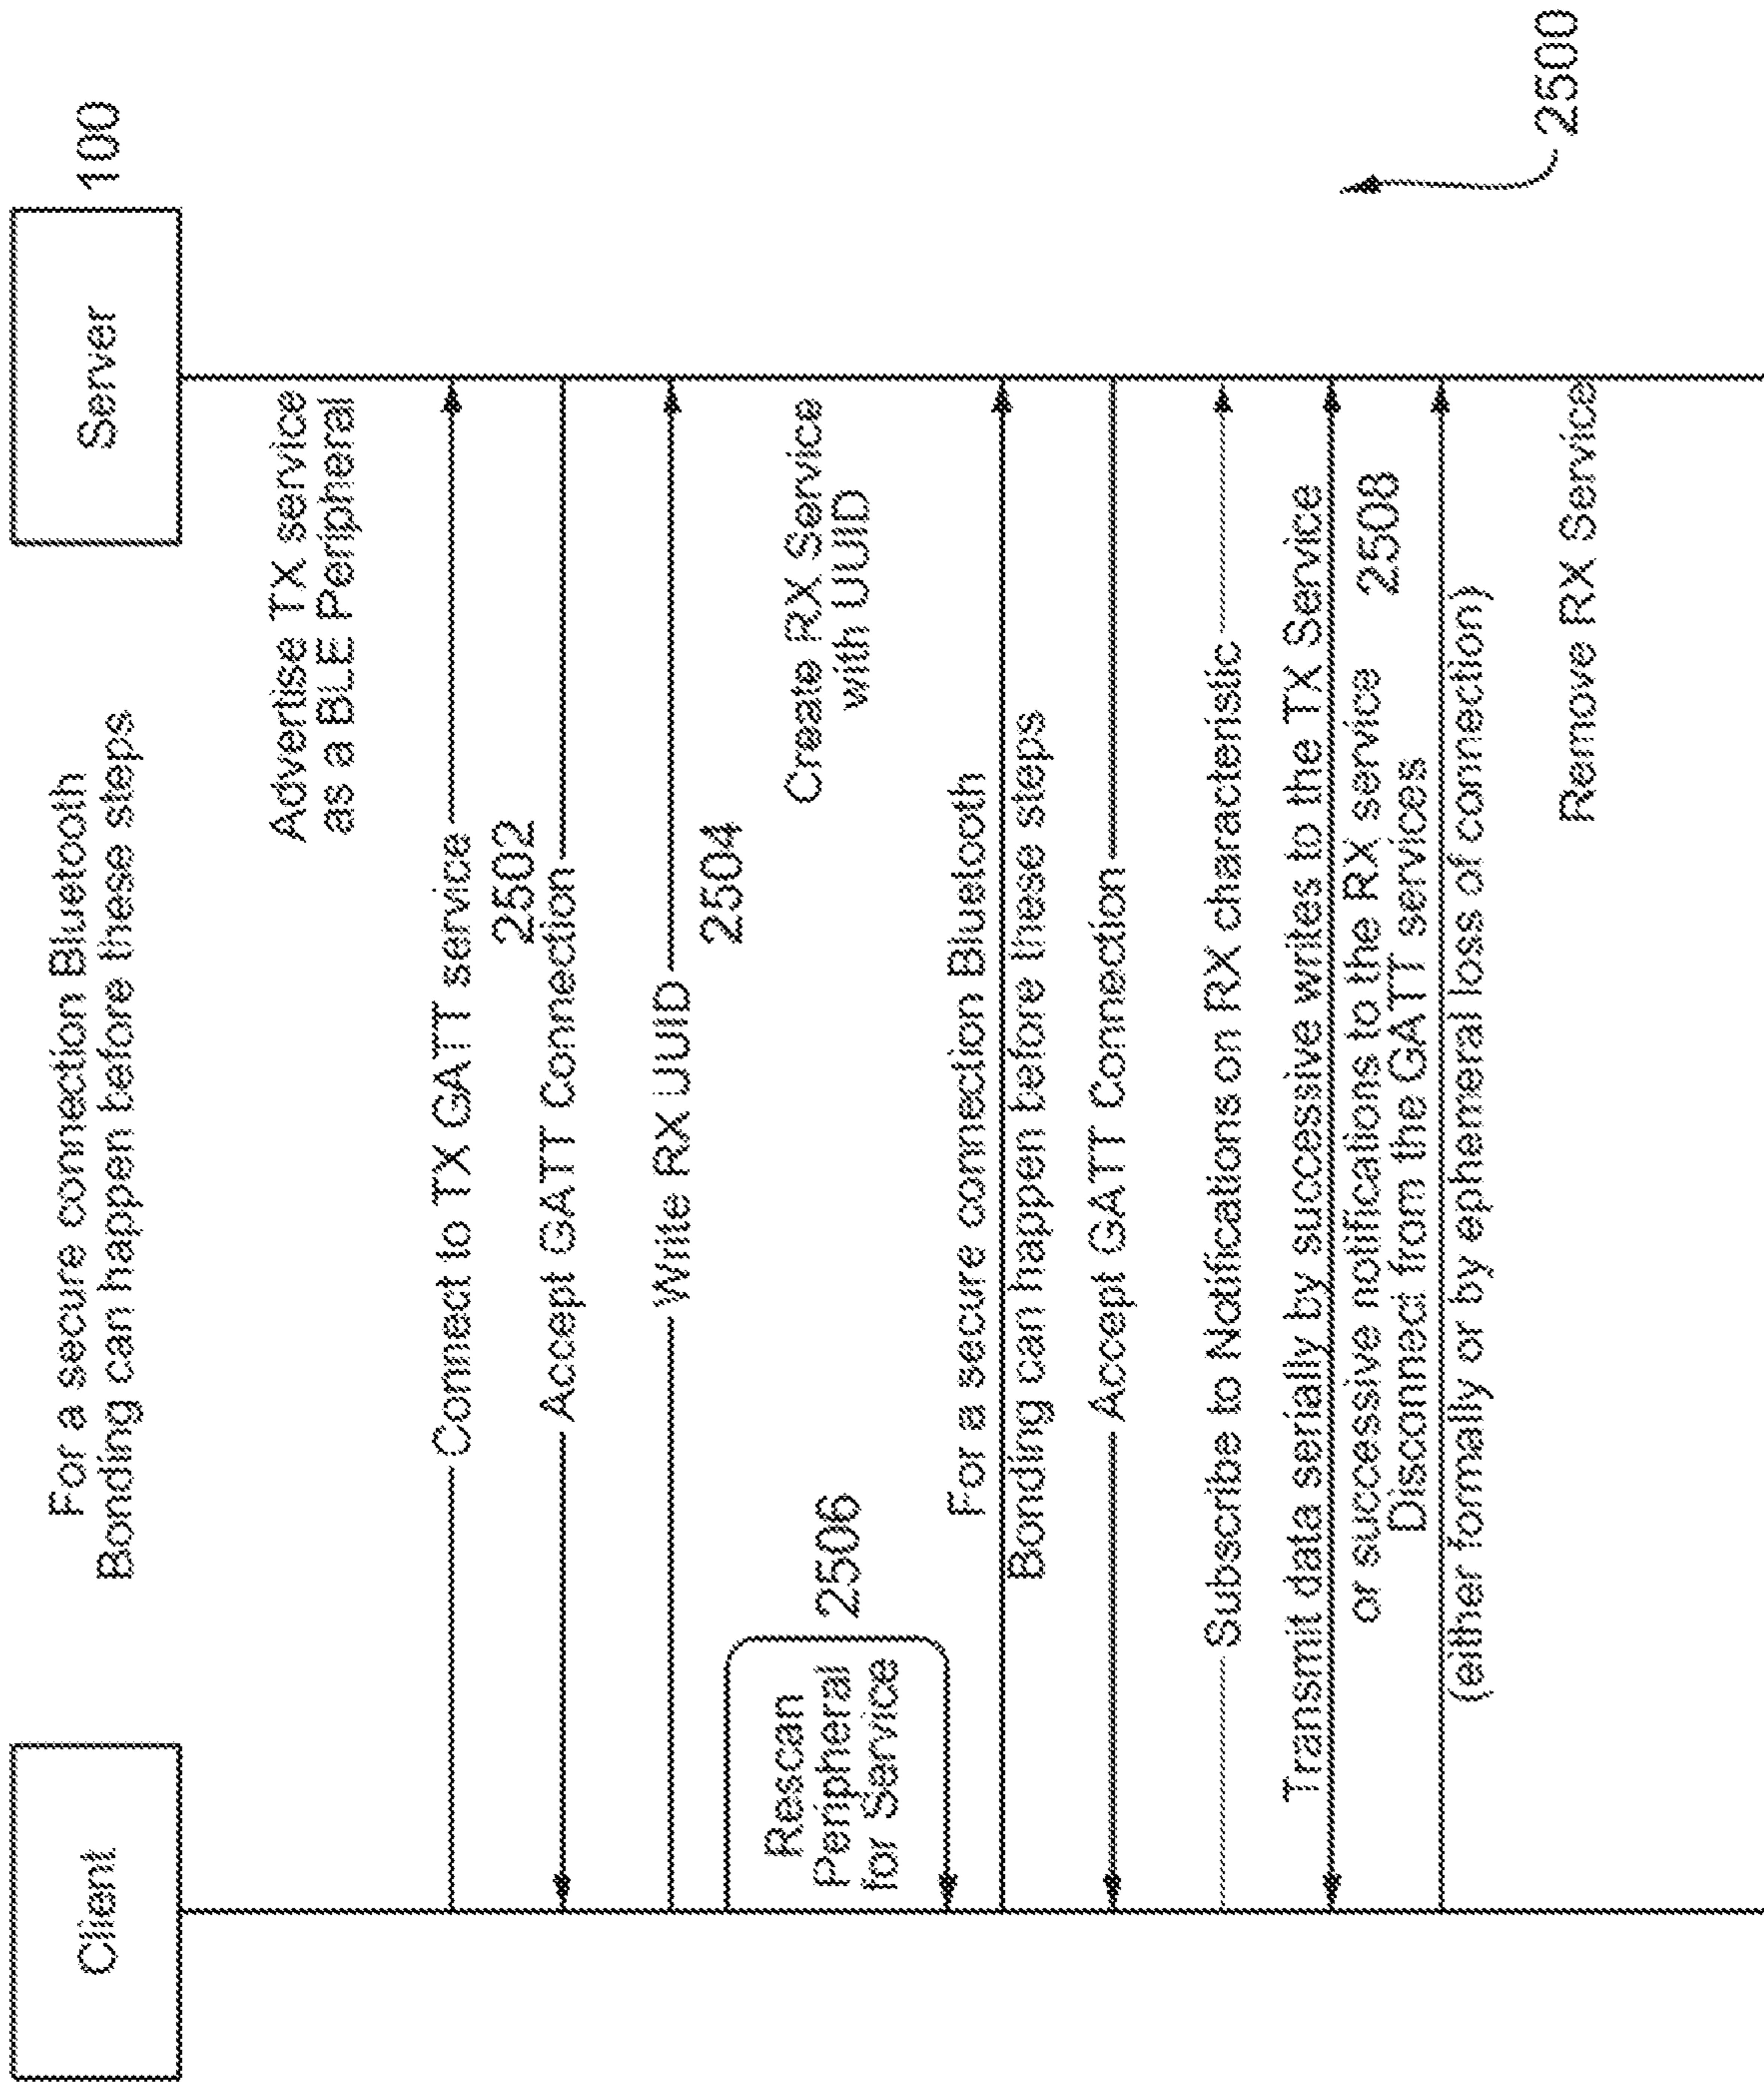 Client
Server
100
For a secure connection Bluetooth
Bonding can happen before these steps
Advertise TX service
as a BLE Peripheral
Connect to TX GATT service
2502
Accept GATT Connection
Write RX UUID
2504
Rescan
Peripheral
for Service
2506
Create RX Service
with UUID
For a secure connection Bluetooth
Bonding can happen before these steps
Accept GATT Connection
Subscribe to Notifications on RX characteristic
Transmit data serially by successive writes to the TX Service
or successive notifications to the RX service
2508
Disconnect from the GATT services
(either formally or by ephemeral loss of connection)
Remove RX Service
2500